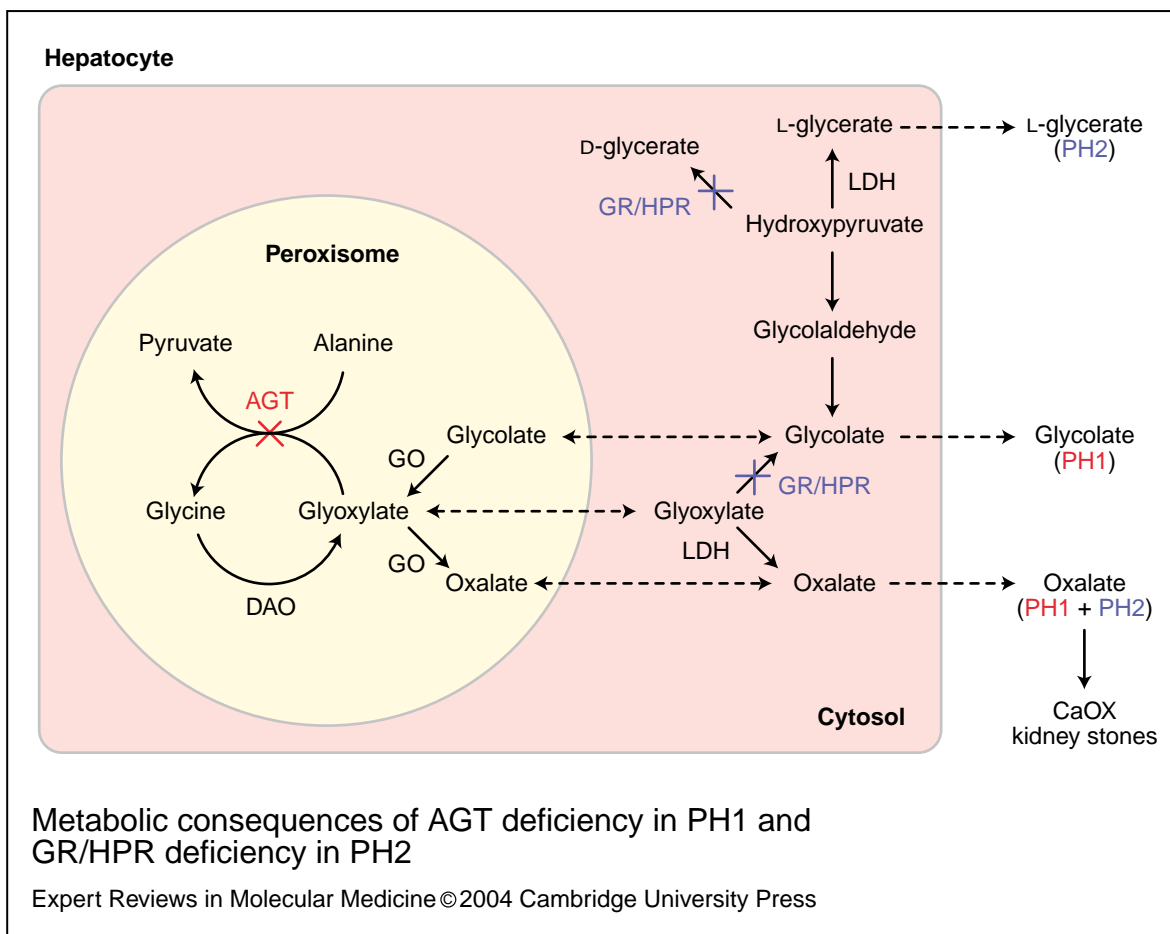 Hepatocyte
L-glycerate
L-glycerate
(PH2)
D-glycerate
LDH
GR/HPR
Hydroxypyruvate
Peroxisome
Glycolaldehyde
Pyruvate
Alanine
AGT
Glycolate
Glycolate
Glycolate
(PH1)
GO
GR/HPR
Glycine
Glyoxylate
Glyoxylate
LDH
GO
Oxalate
Oxalate
Oxalate
(PH1 + PH2)
DAO
CaOX
kidney stones
Cytosol
Metabolic consequences of AGT deficiency in PH1 and
GR/HPR deficiency in PH2
Expert Reviews in Molecular Medicine ©2004 Cambridge University Press